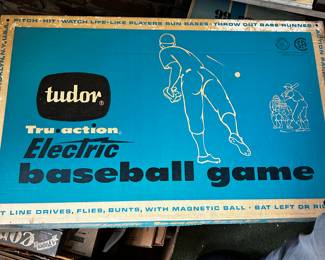 PITCH · HIT · WATCH LIFE-LIKE PLAYERS RUN BASES · THROW OUT BASE RUNNER
tudor
Tru·action
Electric
baseball game
T LINE DRIVES, FLIES, BUNTS, WITH MAGNETIC BALL · BAT LEFT OR RI